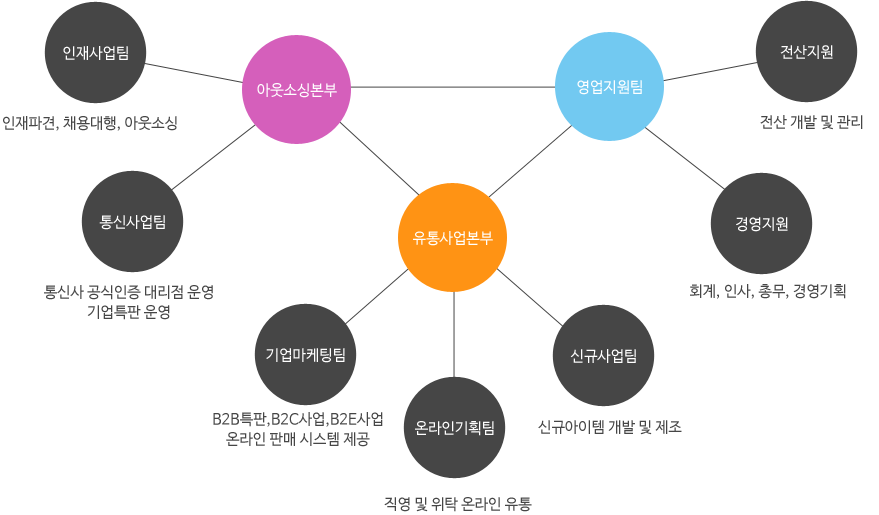 인재사업팀
인재파견, 채용대행, 아웃소싱
아웃소싱본부
영업지원팀
전산지원
전산 개발 및 관리
통신사업팀
통신사 공식인증 대리점 운영
기업특판 운영
유통사업본부
경영지원
회계, 인사, 총무, 경영기획
기업마케팅팀
B2B특판,B2C사업,B2E사업
온라인 판매 시스템 제공
온라인기획팀
직영 및 위탁 온라인 유통
신규사업팀
신규아이템 개발 및 제조